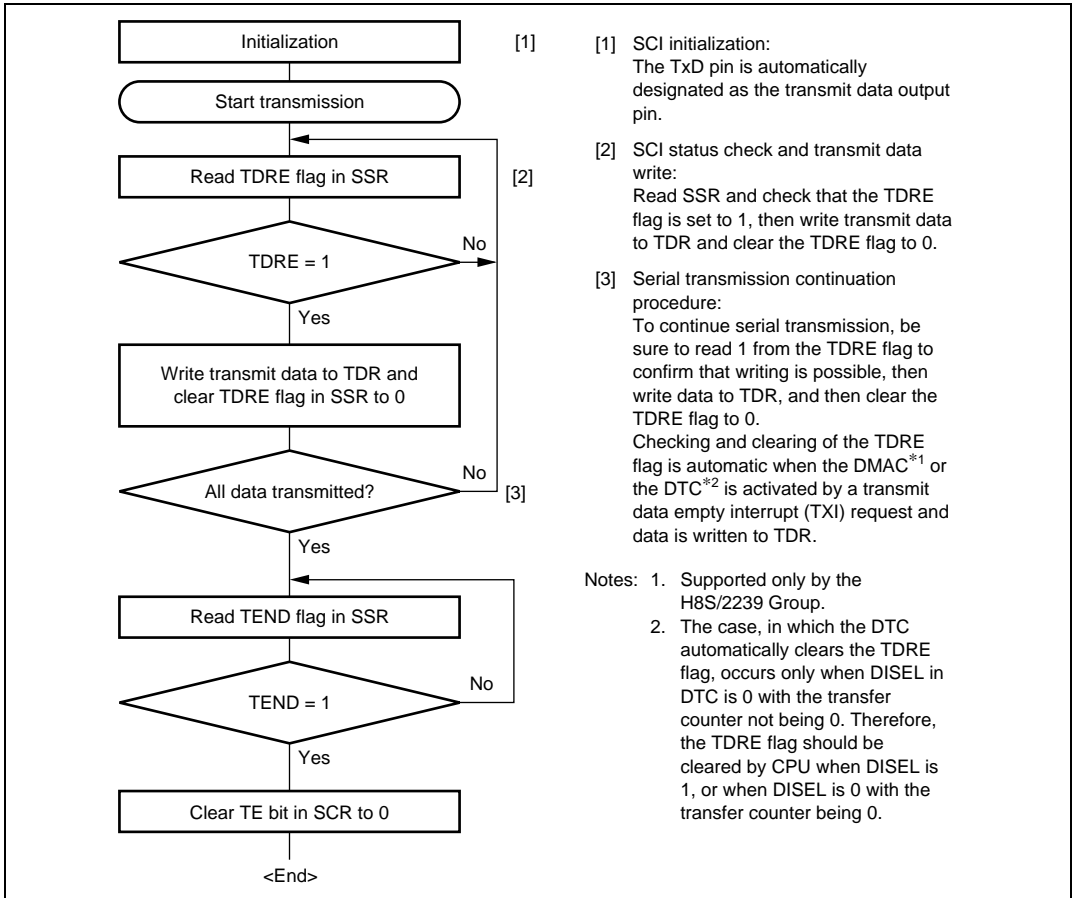 Initialization
[1]
Start transmission
Read TDRE flag in SSR
[2]
TDRE = 1
No
Yes
Write transmit data to TDR and
clear TDRE flag in SSR to 0
All data transmitted?
No
[3]
Yes
Read TEND flag in SSR
TEND = 1
No
Yes
Clear TE bit in SCR to 0
<End>
[1] SCI initialization:
The TxD pin is automatically
designated as the transmit data output
pin.
[2] SCI status check and transmit data
write:
Read SSR and check that the TDRE
flag is set to 1, then write transmit data
to TDR and clear the TDRE flag to 0.
[3] Serial transmission continuation
procedure:
To continue serial transmission, be
sure to read 1 from the TDRE flag to
confirm that writing is possible, then
write data to TDR, and then clear the
TDRE flag to 0.
Checking and clearing of the TDRE
flag is automatic when the DMAC*1 or
the DTC*2 is activated by a transmit
data empty interrupt (TXI) request and
data is written to TDR.
Notes: 1. Supported only by the
H8S/2239 Group.
2. The case, in which the DTC
automatically clears the TDRE
flag, occurs only when DISEL in
DTC is 0 with the transfer
counter not being 0. Therefore,
the TDRE flag should be
cleared by CPU when DISEL is
1, or when DISEL is 0 with the
transfer counter being 0.